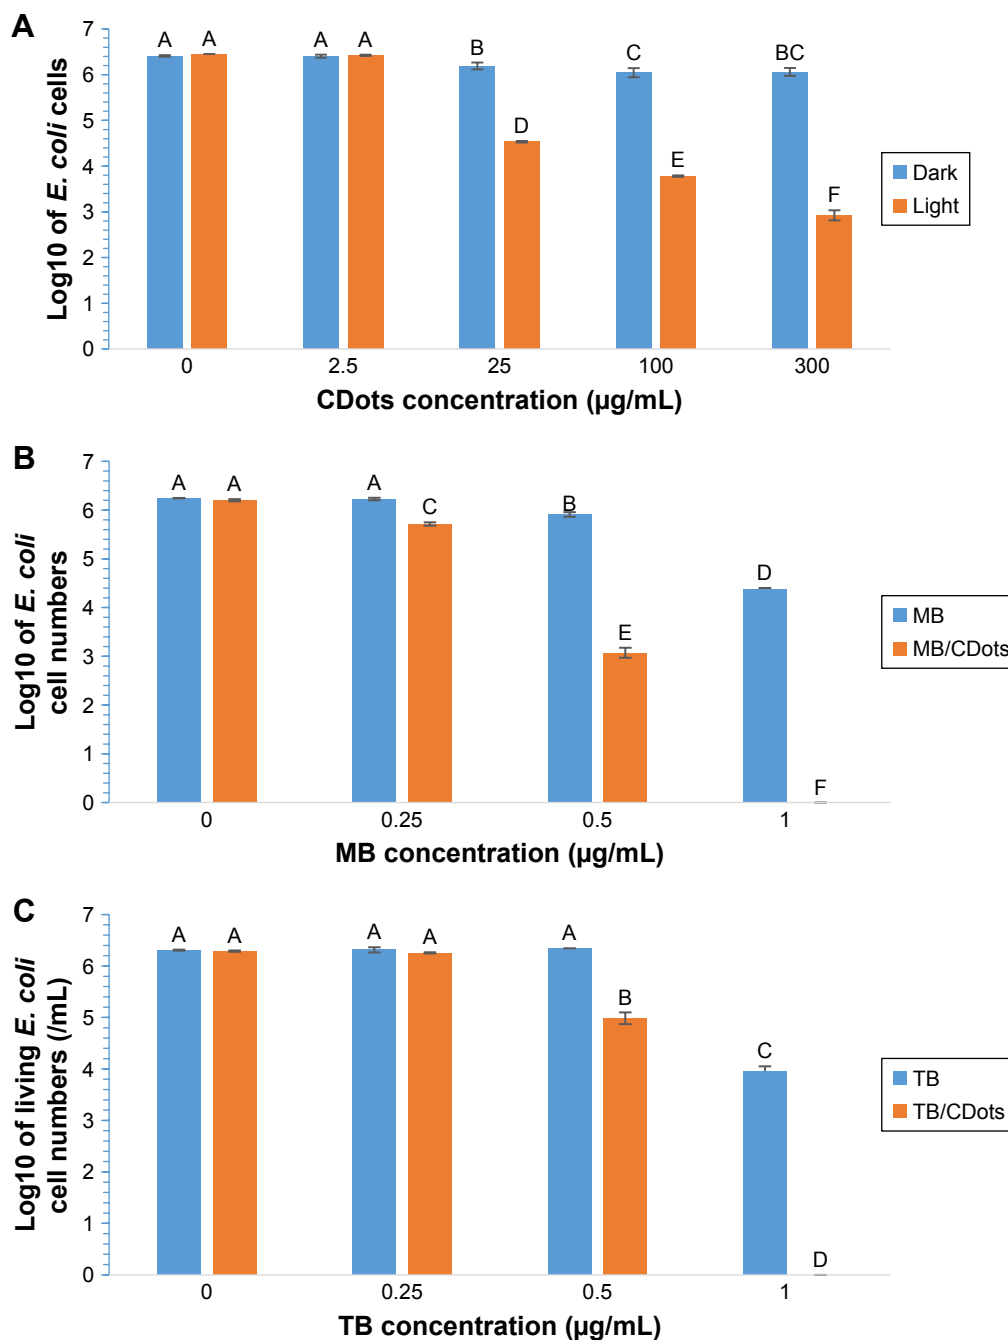 A
7
6
5
4
3
2
1
0
Log10 of E. coli cells
A A A A B D C E BC F
0 2.5 25 100 300
CDots concentration (µg/mL)
Dark
Light
B
7
6
5
4
3
2
1
0
Log10 of E. coli
cell numbers
A A A C B E D F
0 0.25 0.5 1
MB concentration (µg/mL)
MB
MB/CDots
C
7
6
5
4
3
2
1
0
Log10 of living E. coli
cell numbers (/mL)
A A A A A B C D
0 0.25 0.5 1
TB concentration (µg/mL)
TB
TB/CDots